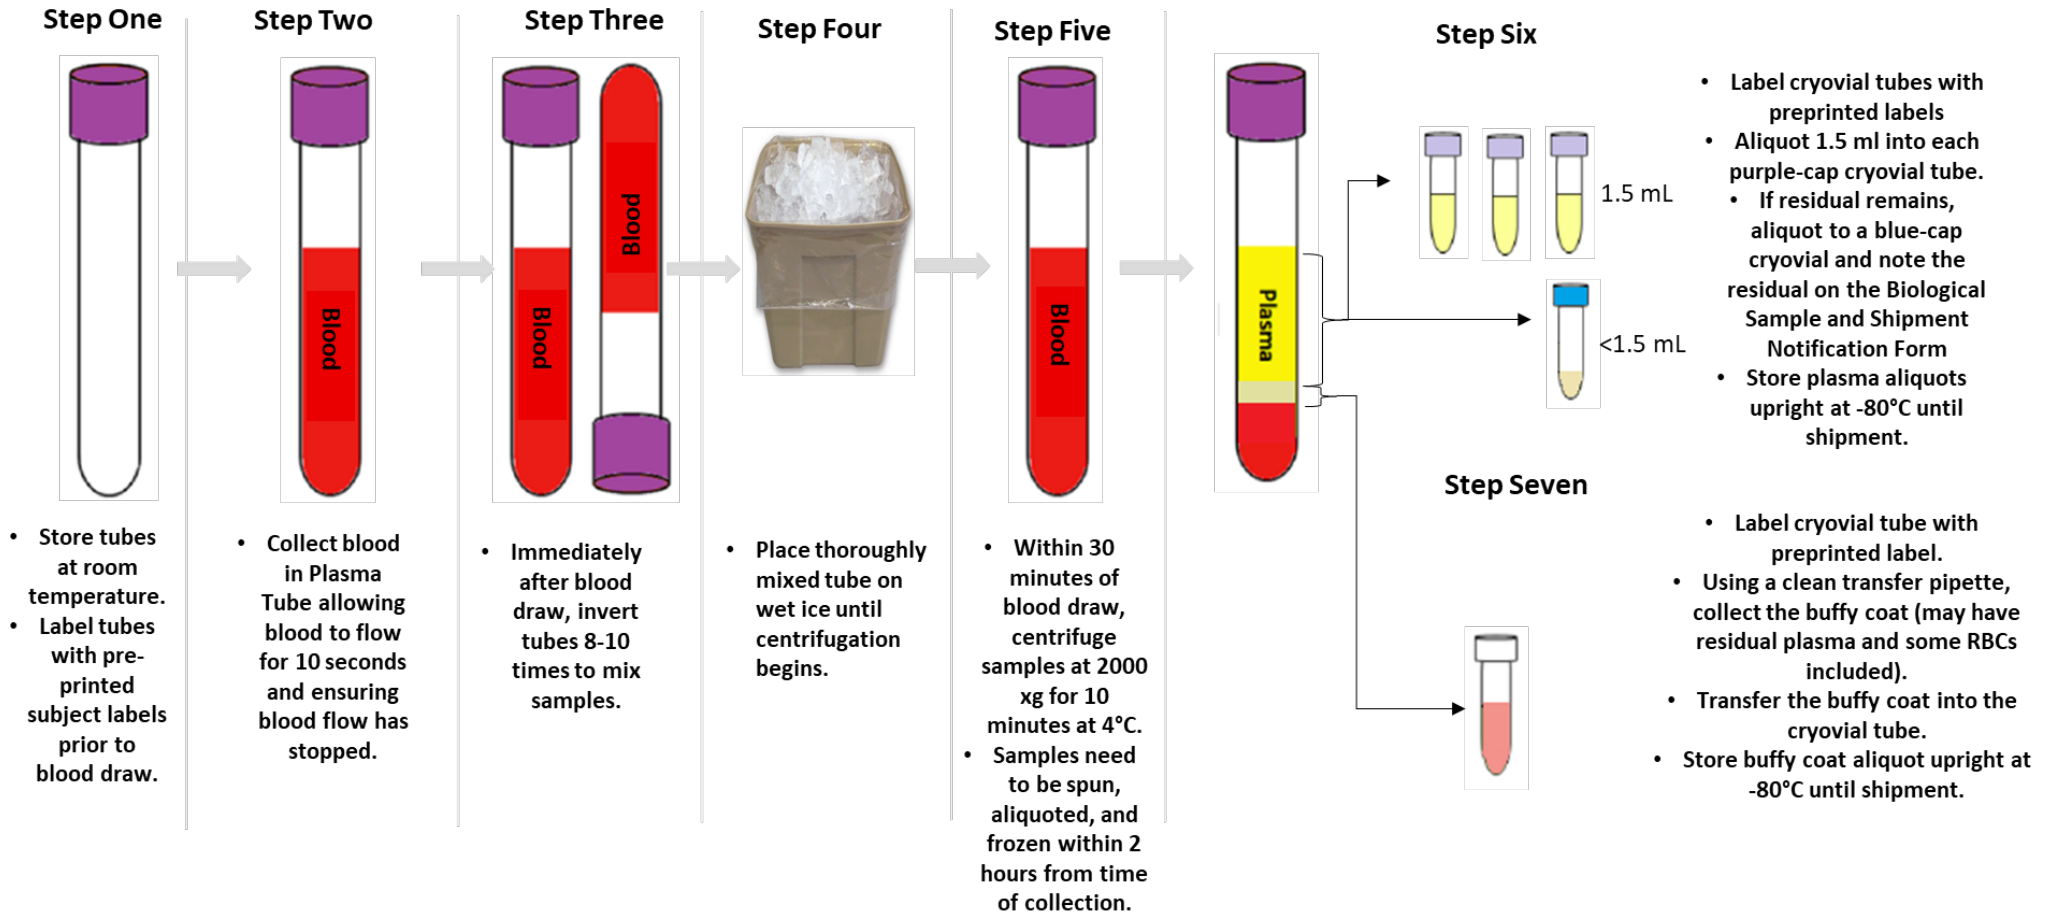 Step One
Store tubes
at room
temperature.
Label tubes
with pre-
printed
subject labels
prior to
blood draw.
Step Two
Blood
Collect blood
in Plasma
Tube allowing
blood to flow
for 10 seconds
and ensuring
blood flow has
stopped.
Step Three
Blood
Blood
Immediately
after blood
draw, invert
tubes 8-10
times to mix
samples.
Step Four
Place thoroughly
mixed tube on
wet ice until
centrifugation
begins.
Step Five
Blood
Within 30
minutes of
blood draw,
centrifuge
samples at 2000
xg for 10
minutes at 4°C.
Samples need
to be spun,
aliquoted, and
frozen within 2
hours from time
of collection.
Plasma
Step Six
1.5 mL
<1.5 mL
Label cryovial tubes with
preprinted labels
Aliquot 1.5 ml into each
purple-cap cryovial tube.
If residual remains,
aliquot to a blue-cap
cryovial and note the
residual on the Biological
Sample and Shipment
Notification Form
Store plasma aliquots
upright at -80°C until
shipment.
Step Seven
Label cryovial tube with
preprinted label.
Using a clean transfer pipette,
collect the buffy coat (may have
residual plasma and some RBCs
included).
Transfer the buffy coat into the
cryovial tube.
Store buffy coat aliquot upright at
-80°C until shipment.